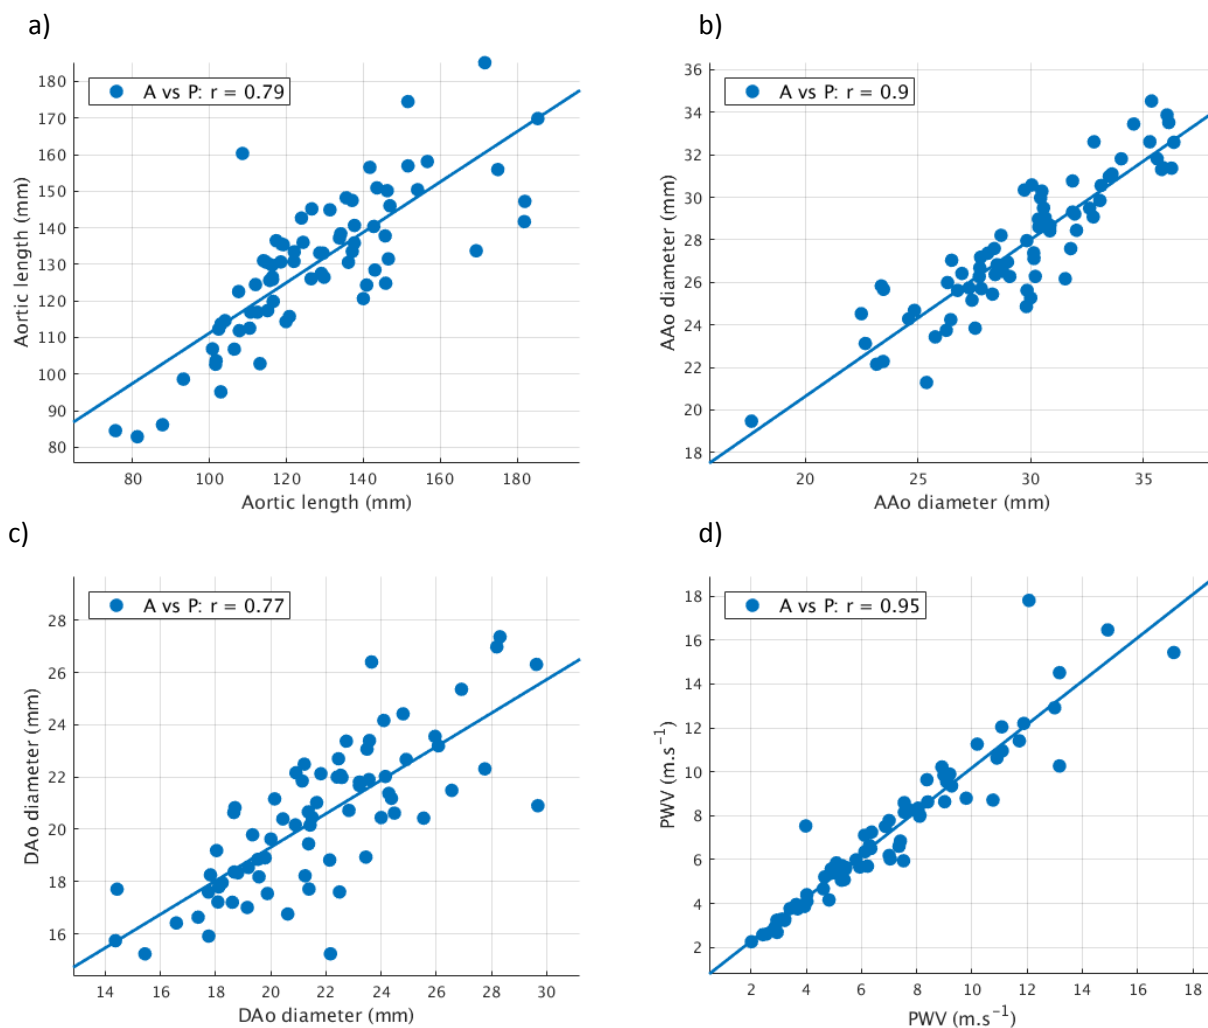 a)
A vs P: r = 0.79
Aortic length (mm)
180
170
160
150
140
130
120
110
100
90
80
80 100 120 140 160 180
Aortic length (mm)
b)
A vs P: r = 0.9
AAo diameter (mm)
36
34
32
30
28
26
24
22
20
18
20 25 30 35
AAo diameter (mm)
c)
A vs P: r = 0.77
DAo diameter (mm)
28
26
24
22
20
18
16
14 16 18 20 22 24 26 28 30
DAo diameter (mm)
d)
A vs P: r = 0.95
PWV (m.s⁻¹)
18
16
14
12
10
8
6
4
2
2 4 6 8 10 12 14 16 18
PWV (m.s⁻¹)